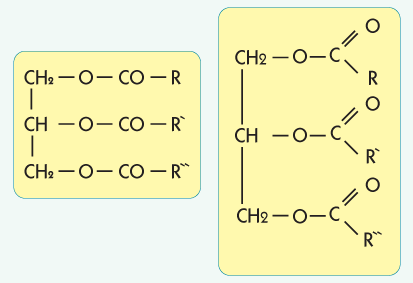 CH₂ — O — CO — R
CH — O — CO — R`
CH₂ — O — CO — R``
O
CH₂ — O — C
R
O
CH — O — C
R`
O
CH₂ — O — C
R``